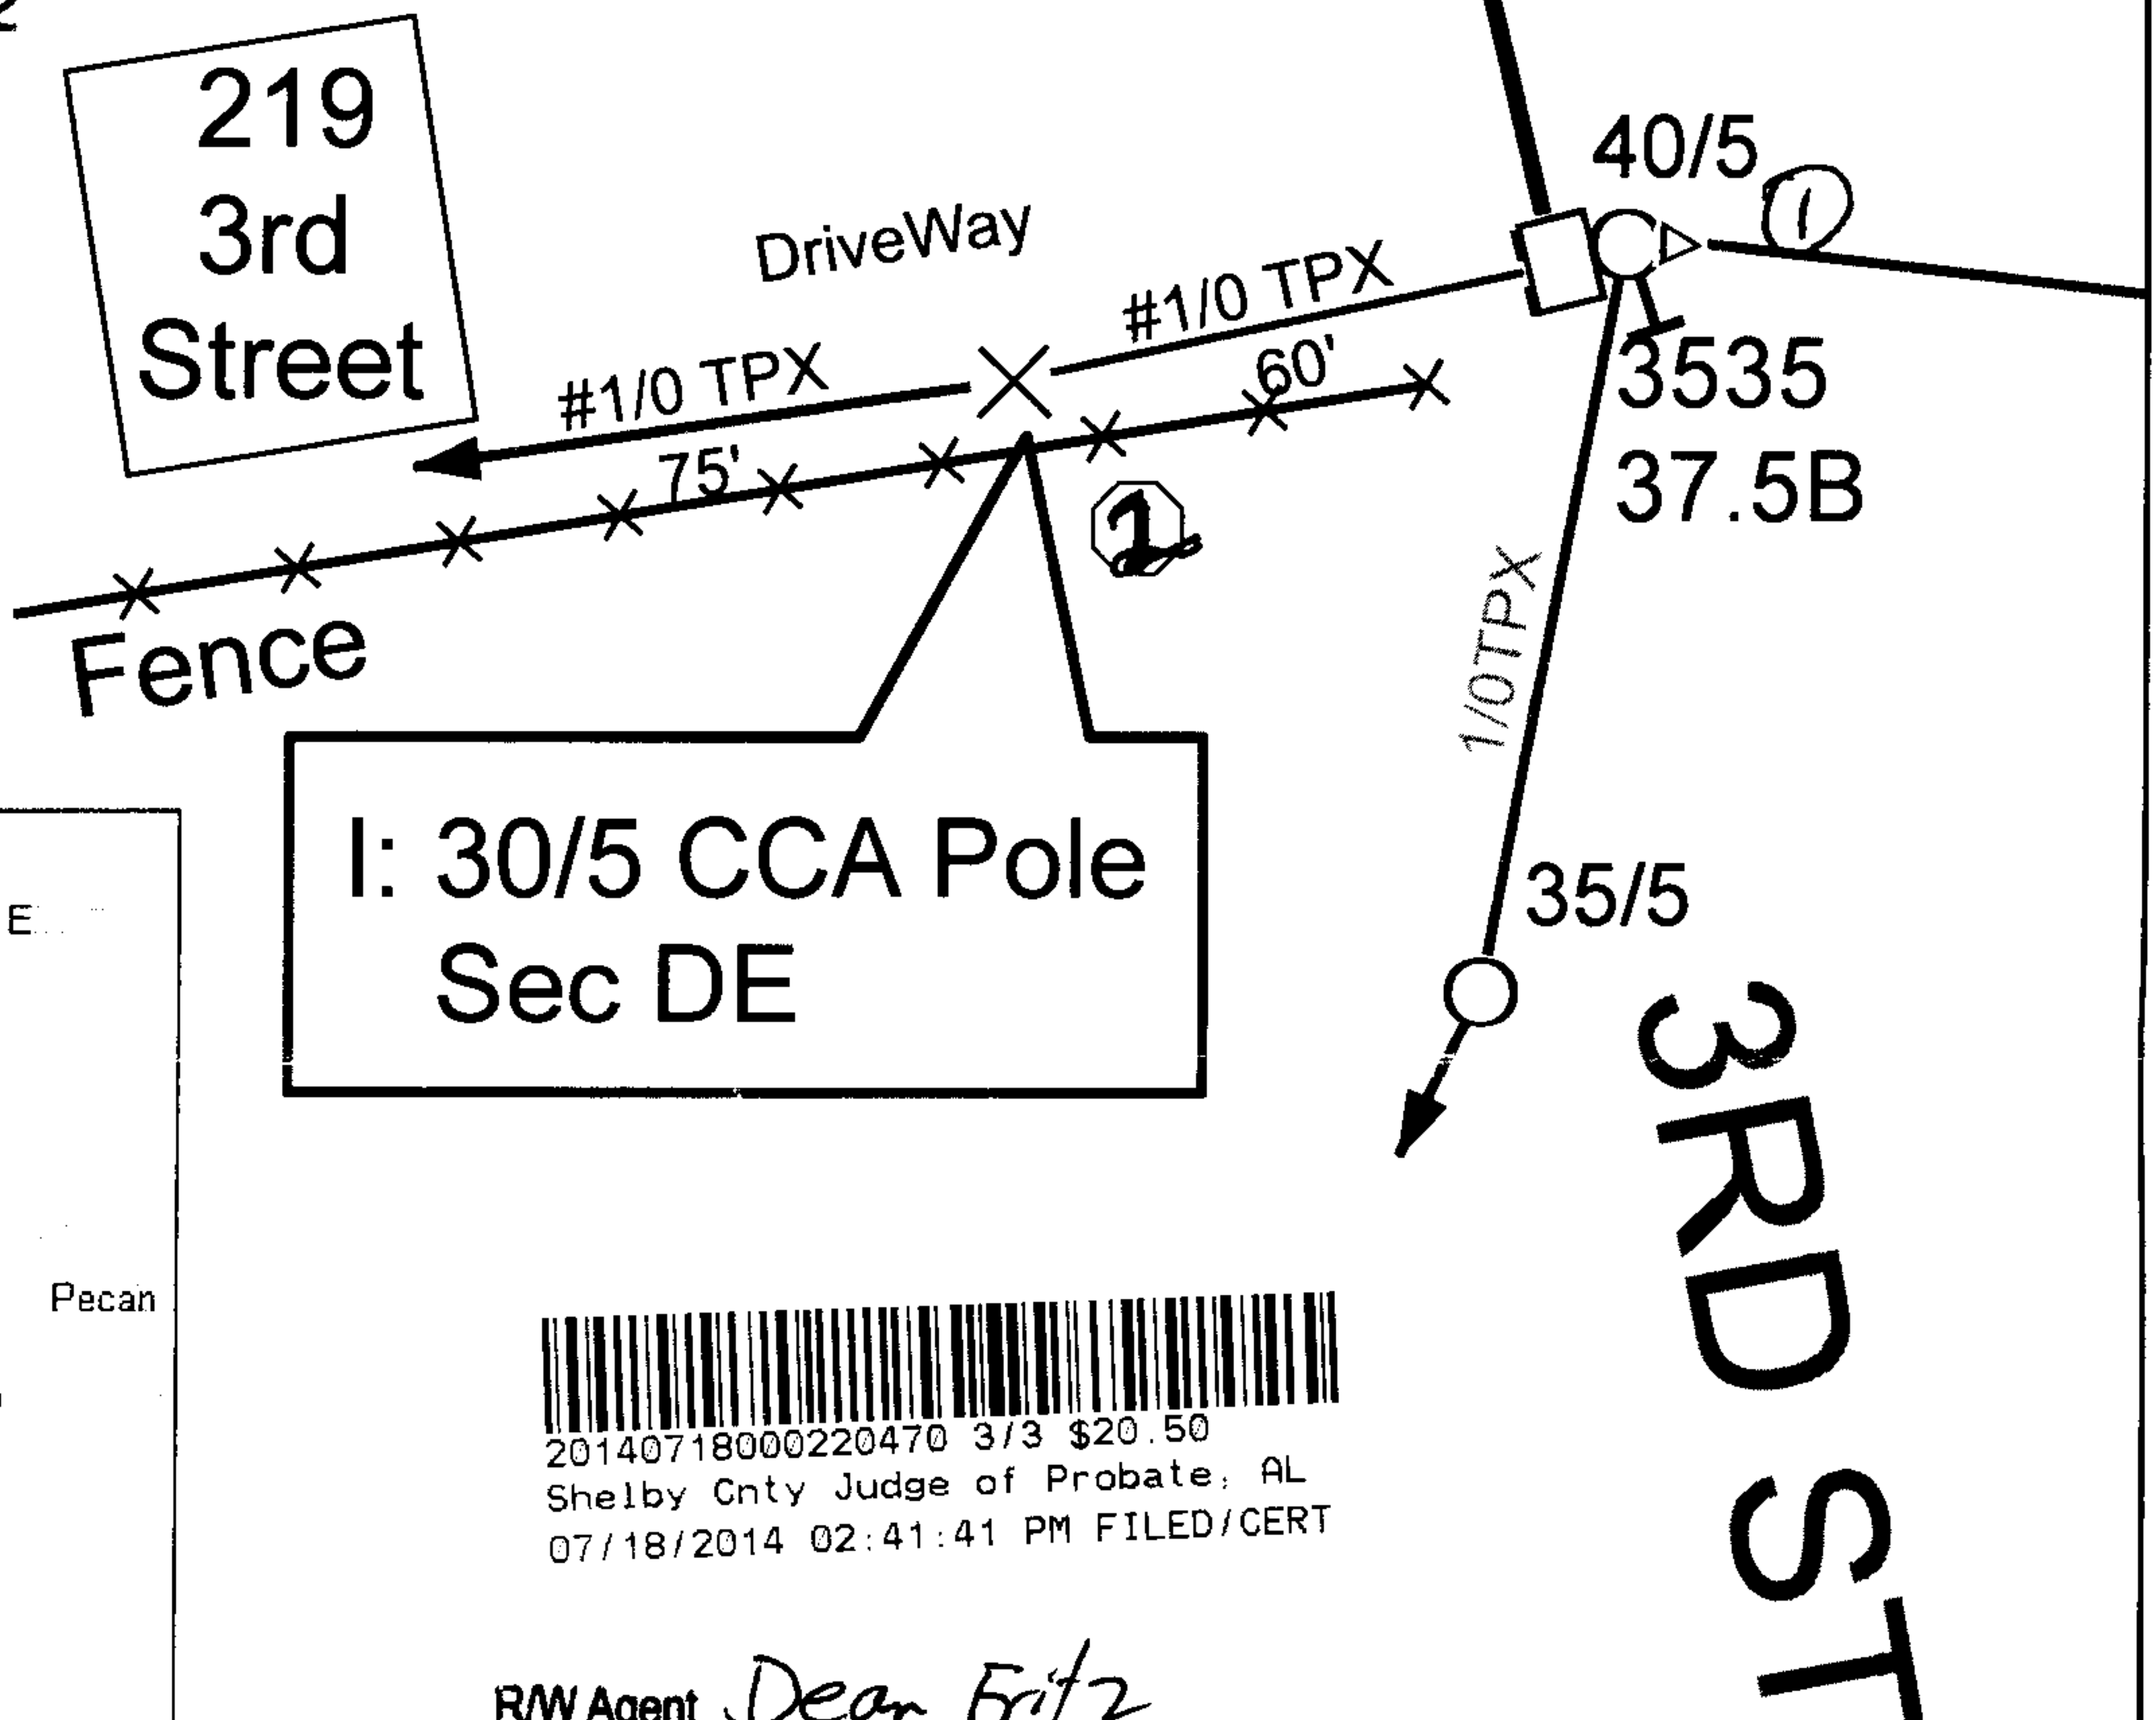 219
3rd
Street
DriveWay
40/5
1
#1/0 TPX
#1/0 TPX
60'
75'
3535
37.5B
2
Fence
1/0TPX
I: 30/5 CCA Pole
Sec DE
35/5
E
Pecan
3RD ST
20140718000220470 3/3 $20.50
Shelby Cnty Judge of Probate, AL
07/18/2014 02:41:41 PM FILED/CERT
R/W Agent Dean Fritz